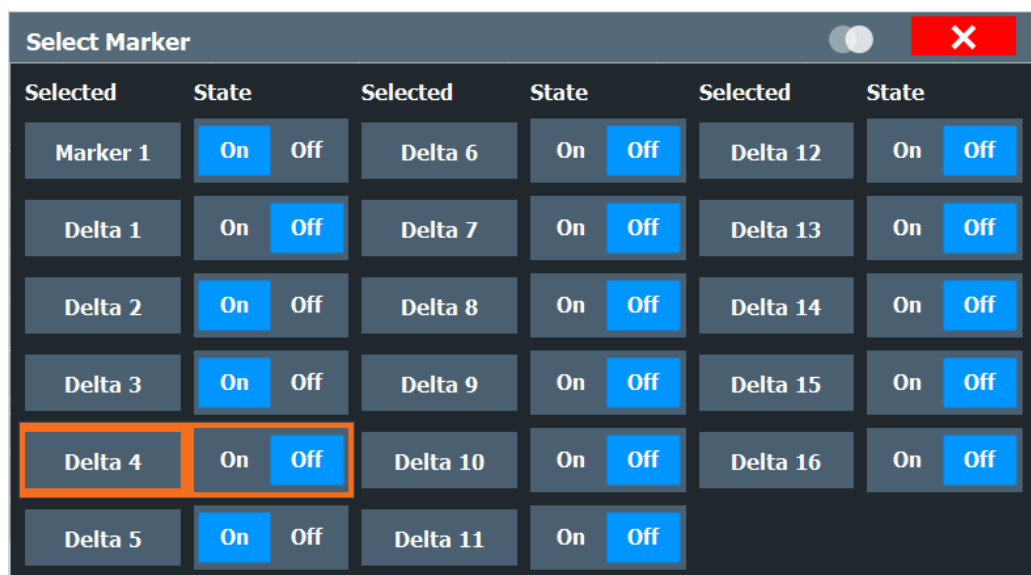 Select Marker
Selected State Selected State Selected State
Marker 1 On Off Delta 6 On Off Delta 12 On Off
Delta 1 On Off Delta 7 On Off Delta 13 On Off
Delta 2 On Off Delta 8 On Off Delta 14 On Off
Delta 3 On Off Delta 9 On Off Delta 15 On Off
Delta 4 On Off Delta 10 On Off Delta 16 On Off
Delta 5 On Off Delta 11 On Off